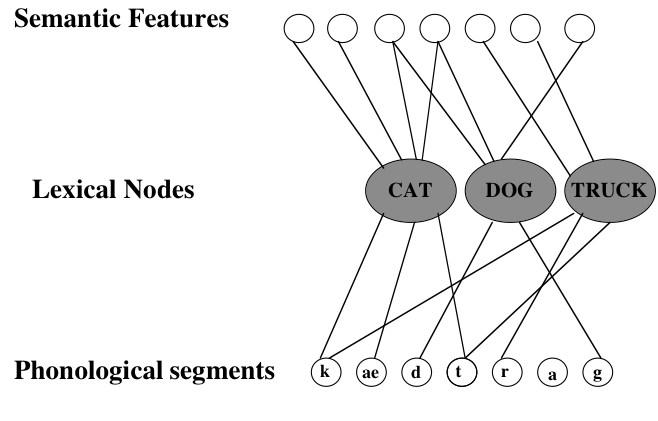 Semantic Features
Lexical Nodes CAT DOG TRUCK
Phonological segments k ae d t r a g